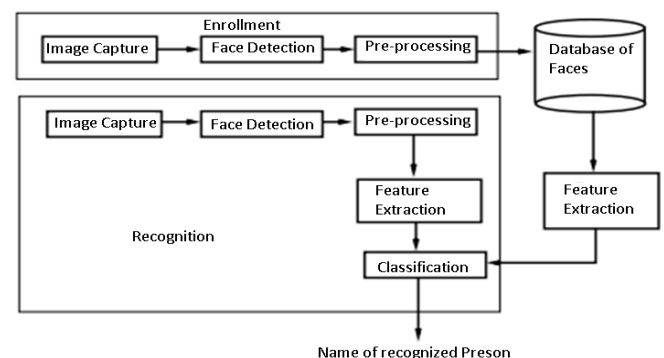 Enrollment
Image Capture
Face Detection
Pre-processing
Database of
Faces
Image Capture
Face Detection
Pre-processing
Feature
Extraction
Feature
Extraction
Recognition
Classification
Name of recognized Preson